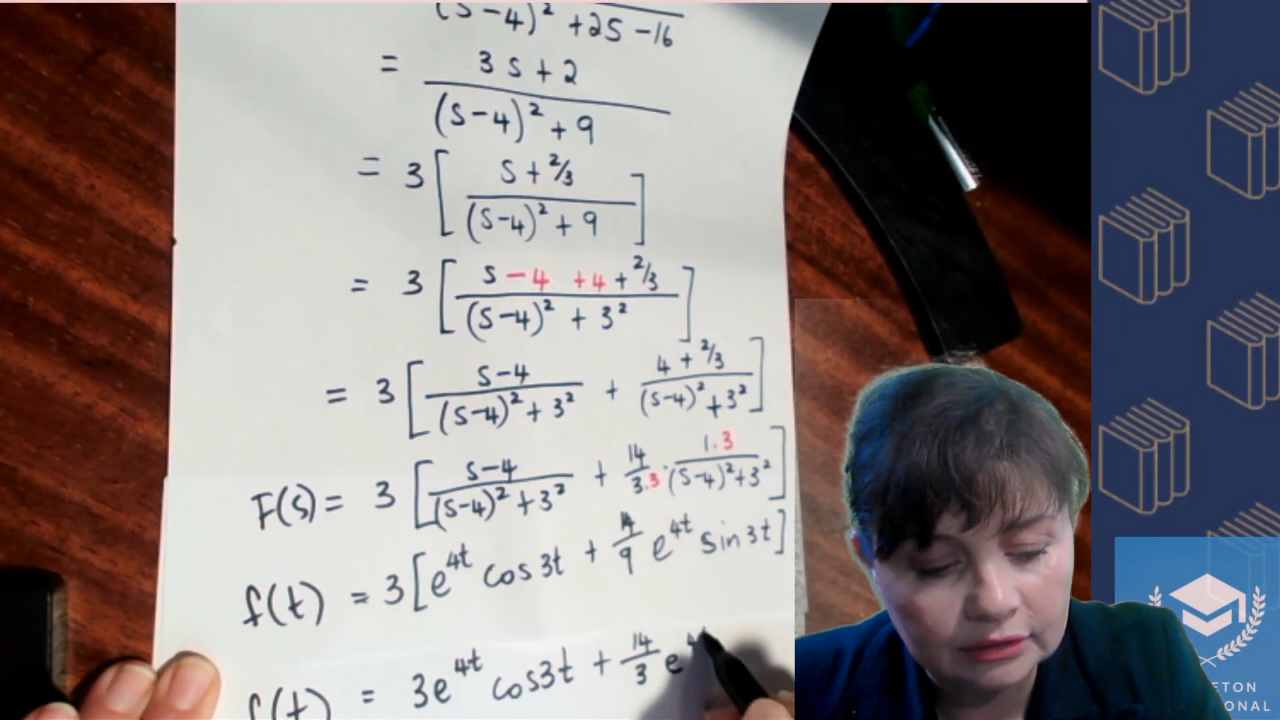 (s-4)² + 25 - 16
= 3s + 2
(s-4)² + 9
= 3 [ s + 2/3
(s-4)² + 9 ]
= 3 [ s - 4 + 4 + 2/3
(s-4)² + 3² ]
= 3 [ s-4 / (s-4)² + 3² + 4 + 2/3 / (s-4)² + 3² ]
F(s) = 3 [ s-4 / (s-4)² + 3² + 14/3.3 · 1.3 / (s-4)² + 3² ]
f(t) = 3 [ e^4t cos 3t + 14/9 e^4t sin 3t ]
f(t) = 3e^4t cos3t + 14/3 e^4